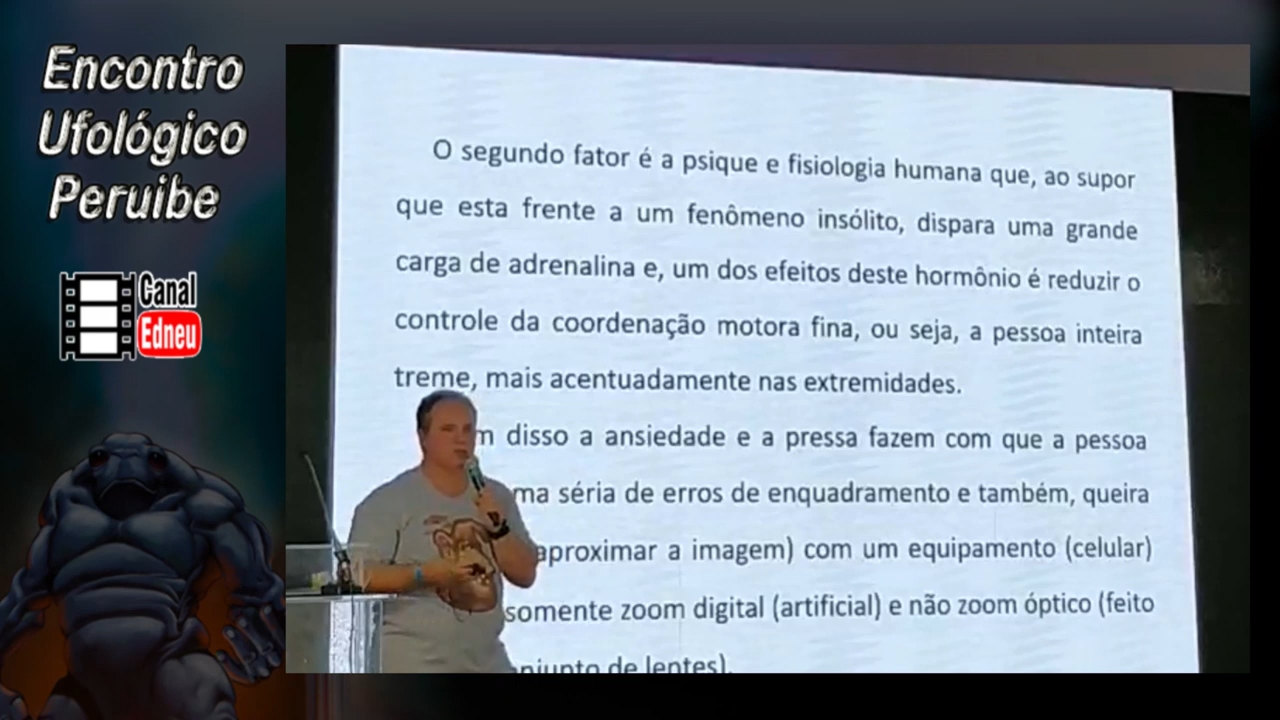 Encontro
Ufológico
Peruibe
Canal
Edneu
O segundo fator é a psique e fisiologia humana que, ao supor
que esta frente a um fenômeno insólito, dispara uma grande
carga de adrenalina e, um dos efeitos deste hormônio é reduzir o
controle da coordenação motora fina, ou seja, a pessoa inteira
treme, mais acentuadamente nas extremidades.
disso a ansiedade e a pressa fazem com que a pessoa
séria de erros de enquadramento e também, queira
aproximar a imagem) com um equipamento (celular)
somente zoom digital (artificial) e não zoom óptico (feito
de lentes).